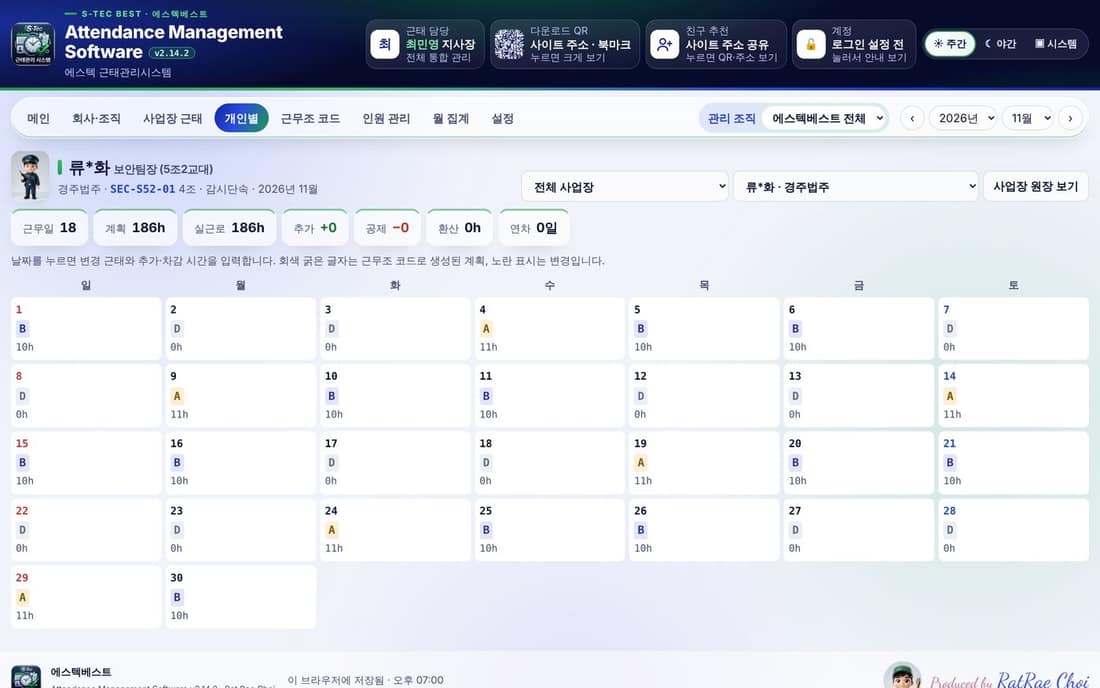 S-TEC BEST · 에스텍베스트
Attendance Management
Software v2.14.2
에스텍 근태관리시스템
최
근태 담당
최민영 지사장
전체 통합 관리
다운로드 QR
사이트 주소 · 북마크
누르면 크게 보기
친구 추천
사이트 주소 공유
누르면 QR·주소 보기
계정
로그인 설정 전
눌러서 안내 보기
주간
야간
시스템
메인
회사·조직
사업장 근태
개인별
근무조 코드
인원 관리
월 집계
설정
관리 조직
에스텍베스트 전체
‹
2026년
11월
›
류*화 보안팀장 (5조2교대)
경주법주 · SEC-S52-01 4조 · 감시단속 · 2026년 11월
전체 사업장
류*화 · 경주법주
사업장 원장 보기
근무일 18
계획 186h
실근로 186h
추가 +0
공제 −0
환산 0h
연차 0일
날짜를 누르면 변경 근태와 추가·차감 시간을 입력합니다. 회색 굵은 글자는 근무조 코드로 생성된 계획, 노란 표시는 변경입니다.
일 월 화 수 목 금 토
1 2 3 4 5 6 7
B D D A B B D
10h 0h 0h 11h 10h 10h 0h
8 9 10 11 12 13 14
D A B B D D A
0h 11h 10h 10h 0h 0h 11h
15 16 17 18 19 20 21
B B D D A B B
10h 10h 0h 0h 11h 10h 10h
22 23 24 25 26 27 28
D D A B B D D
0h 0h 11h 10h 10h 0h 0h
29 30
A B
11h 10h
에스텍베스트
이 브라우저에 저장됨 · 오후 07:00
Produced by RatRae Choi